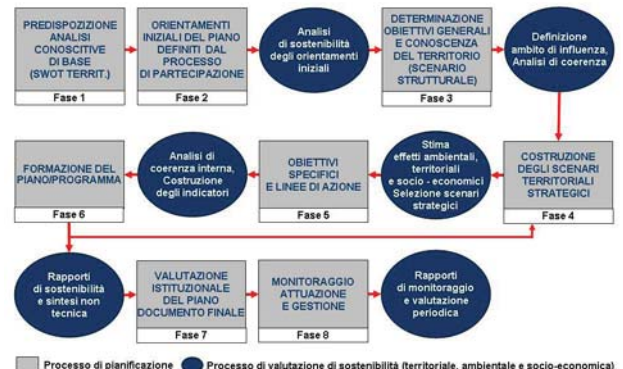 PREDISPOZIONE
ANALISI
CONOSCITIVE
DI BASE
(SWOT TERRIT.)
Fase 1
ORIENTAMENTI
INIZIALI DEL PIANO
DEFINITI DAL
PROCESSO
DI PARTECIPAZIONE
Fase 2
Analisi
di sostenibilità
degli orientamenti
iniziali
DETERMINAZIONE
OBIETTIVI GENERALI
E CONOSCENZA
DEL TERRITORIO
(SCENARIO
STRUTTURALE)
Fase 3
Definizione
ambito di influenza,
Analisi di coerenza
FORMAZIONE DEL
PIANO/PROGRAMMA
Fase 6
Analisi di
coerenza interna,
Costruzione
degli indicatori
OBIETTIVI
SPECIFICI
E LINEE DI AZIONE
Fase 5
Stima
effetti ambientali,
territoriali
e socio - economici
Selezione scenari
strategici
COSTRUZIONE
DEGLI SCENARI
TERRITORIALI
STRATEGICI
Fase 4
Rapporti
di sostenibilità
e sintesi non
tecnica
VALUTAZIONE
ISTITUZIONALE
DEL PIANO
DOCUMENTO FINALE
Fase 7
MONITORAGGIO
ATTUAZIONE
E GESTIONE
Fase 8
Rapporti
di monitoraggio
e valutazione
periodica
Processo di pianificazione
Processo di valutazione di sostenibilità (territoriale, ambientale e socio-economica)